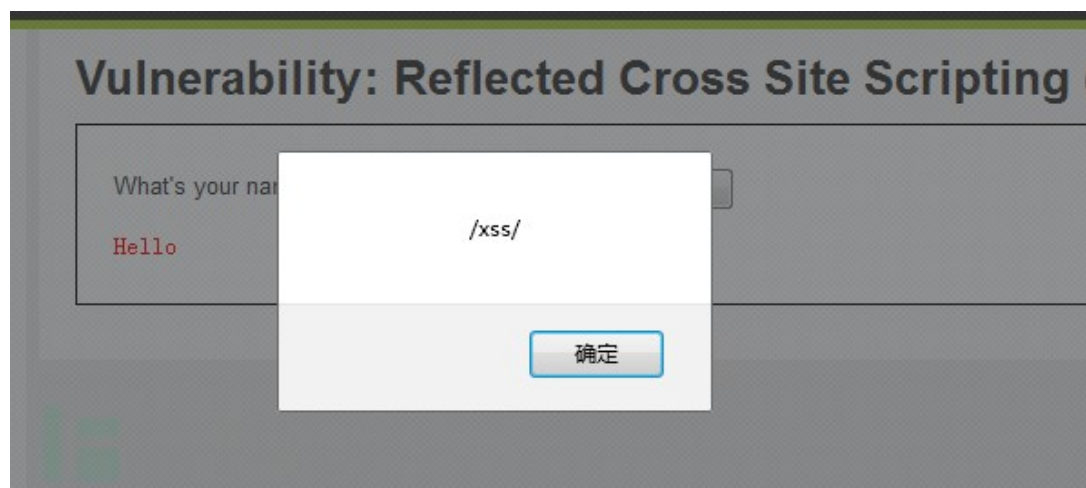 Vulnerability: Reflected Cross Site Scripting
What's your nar
/xss/
Hello
确定